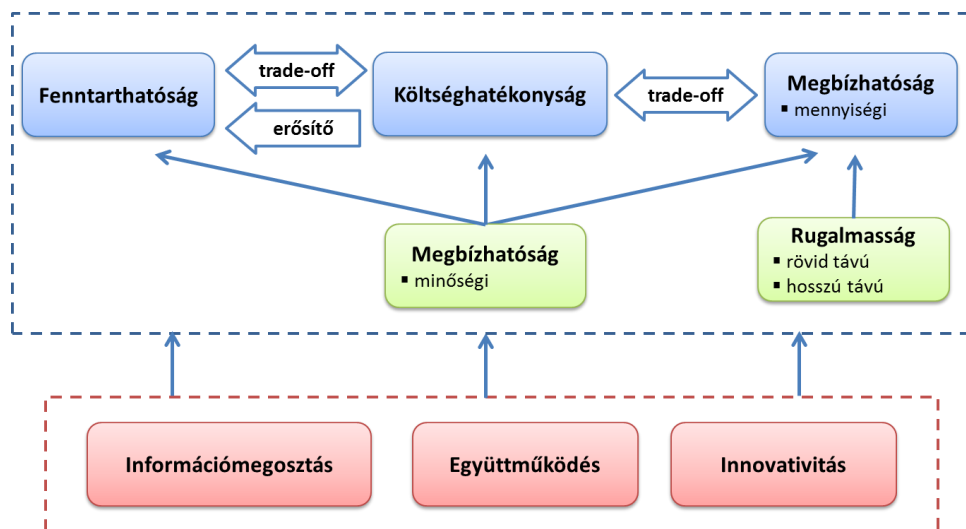 Fenntarthatóság
trade-off
erősítő
Költséghatékonyság
trade-off
Megbízhatóság
▪ mennyiségi
Megbízhatóság
▪ minőségi
Rugalmasság
▪ rövid távú
▪ hosszú távú
Információmegosztás
Együttműködés
Innovativitás